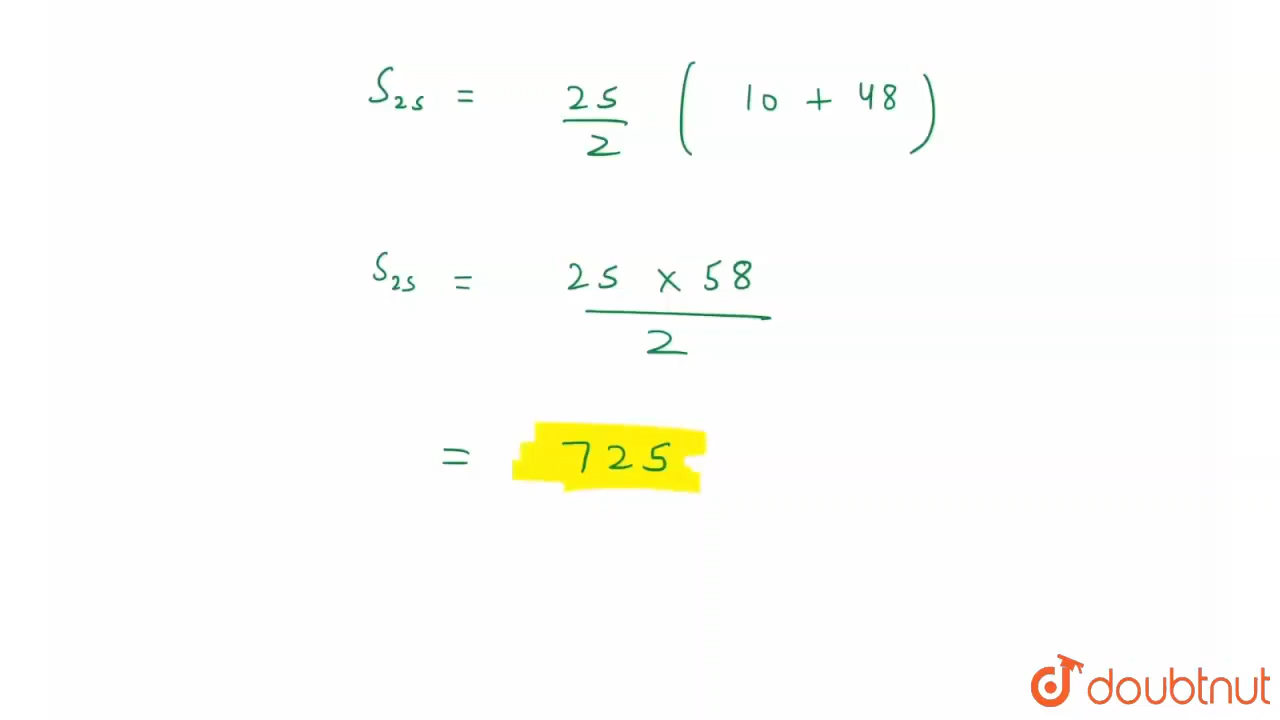 S₂₅ = 25/2 ( 10 + 48 )
S₂₅ = 25 × 58 / 2
= 725
doubtnut